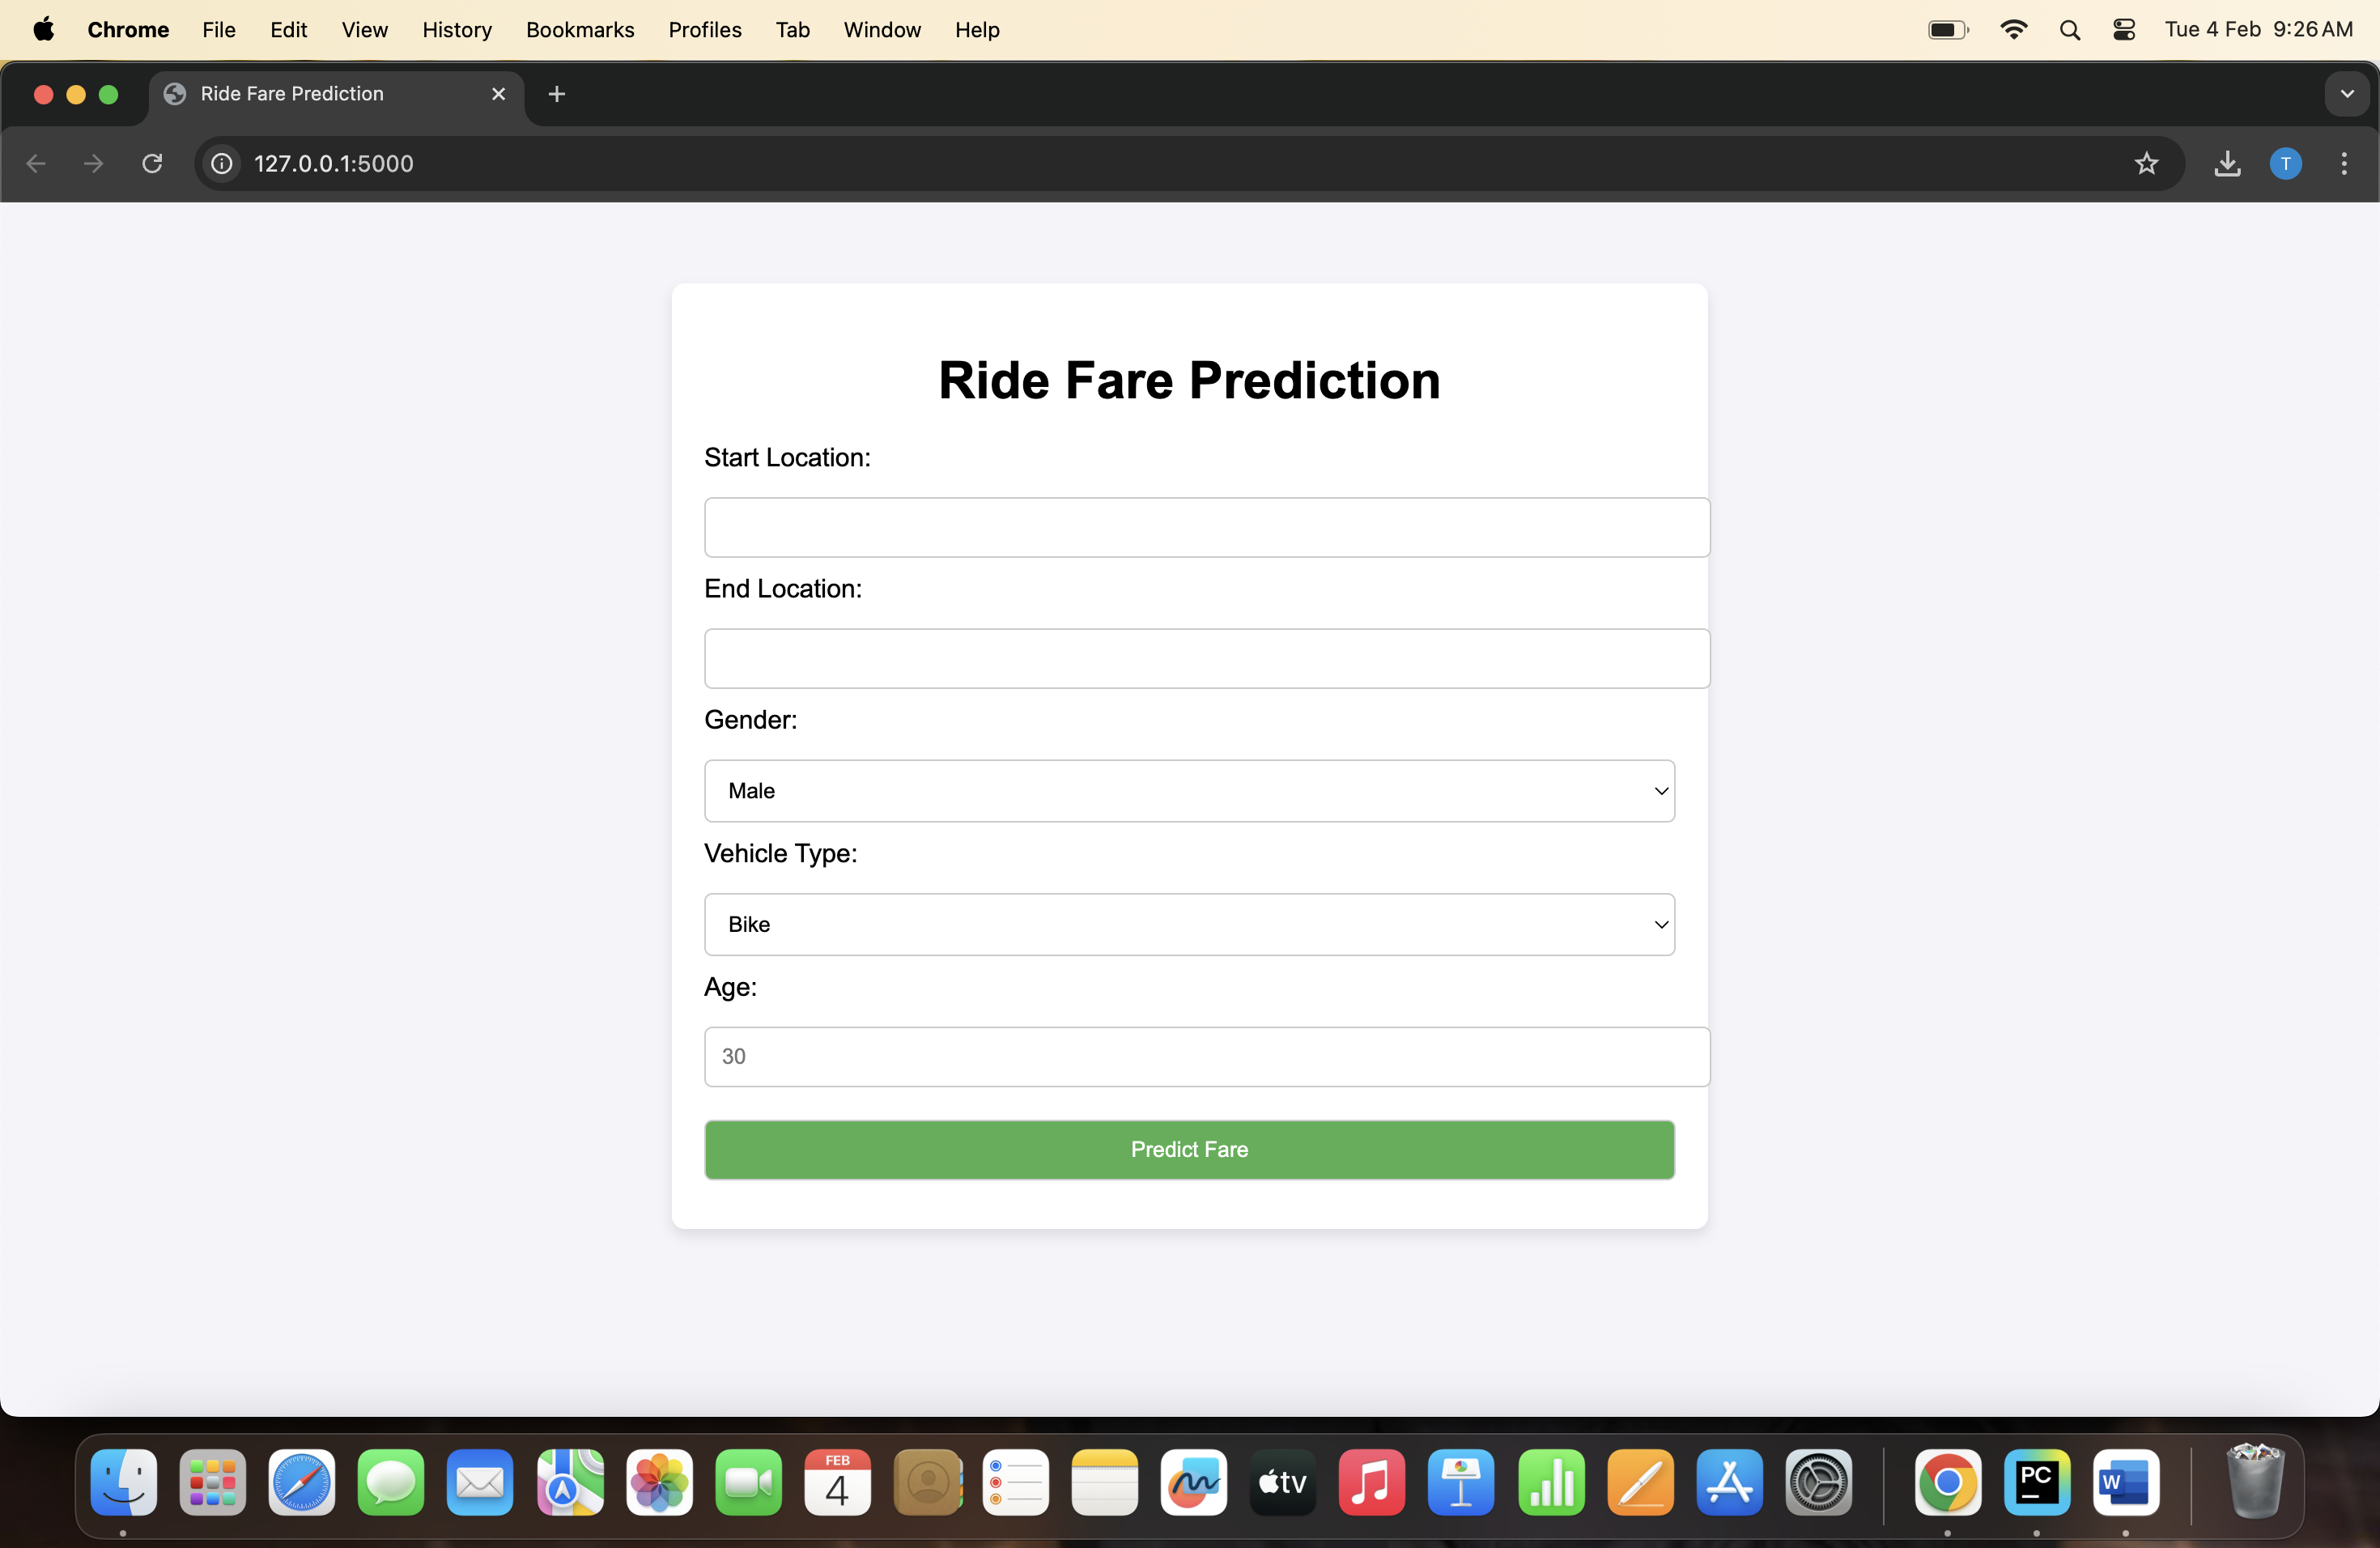 Chrome File Edit View History Bookmarks Profiles Tab Window Help Tue 4 Feb 9:26 AM
Ride Fare Prediction
127.0.0.1:5000 T
Ride Fare Prediction
Start Location:
End Location:
Gender:
Male
Vehicle Type:
Bike
Age:
30
Predict Fare
FEB
4
tv
PC
W